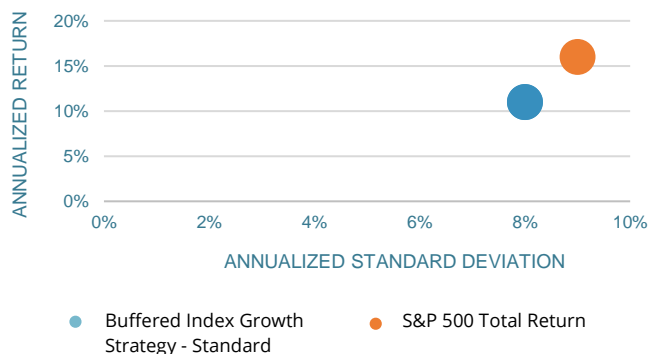 20%
15%
10%
5%
0%
ANNUALIZED RETURN
0%
2%
4%
6%
8%
10%
ANNUALIZED STANDARD DEVIATION
Buffered Index Growth
Strategy - Standard
S&P 500 Total Return